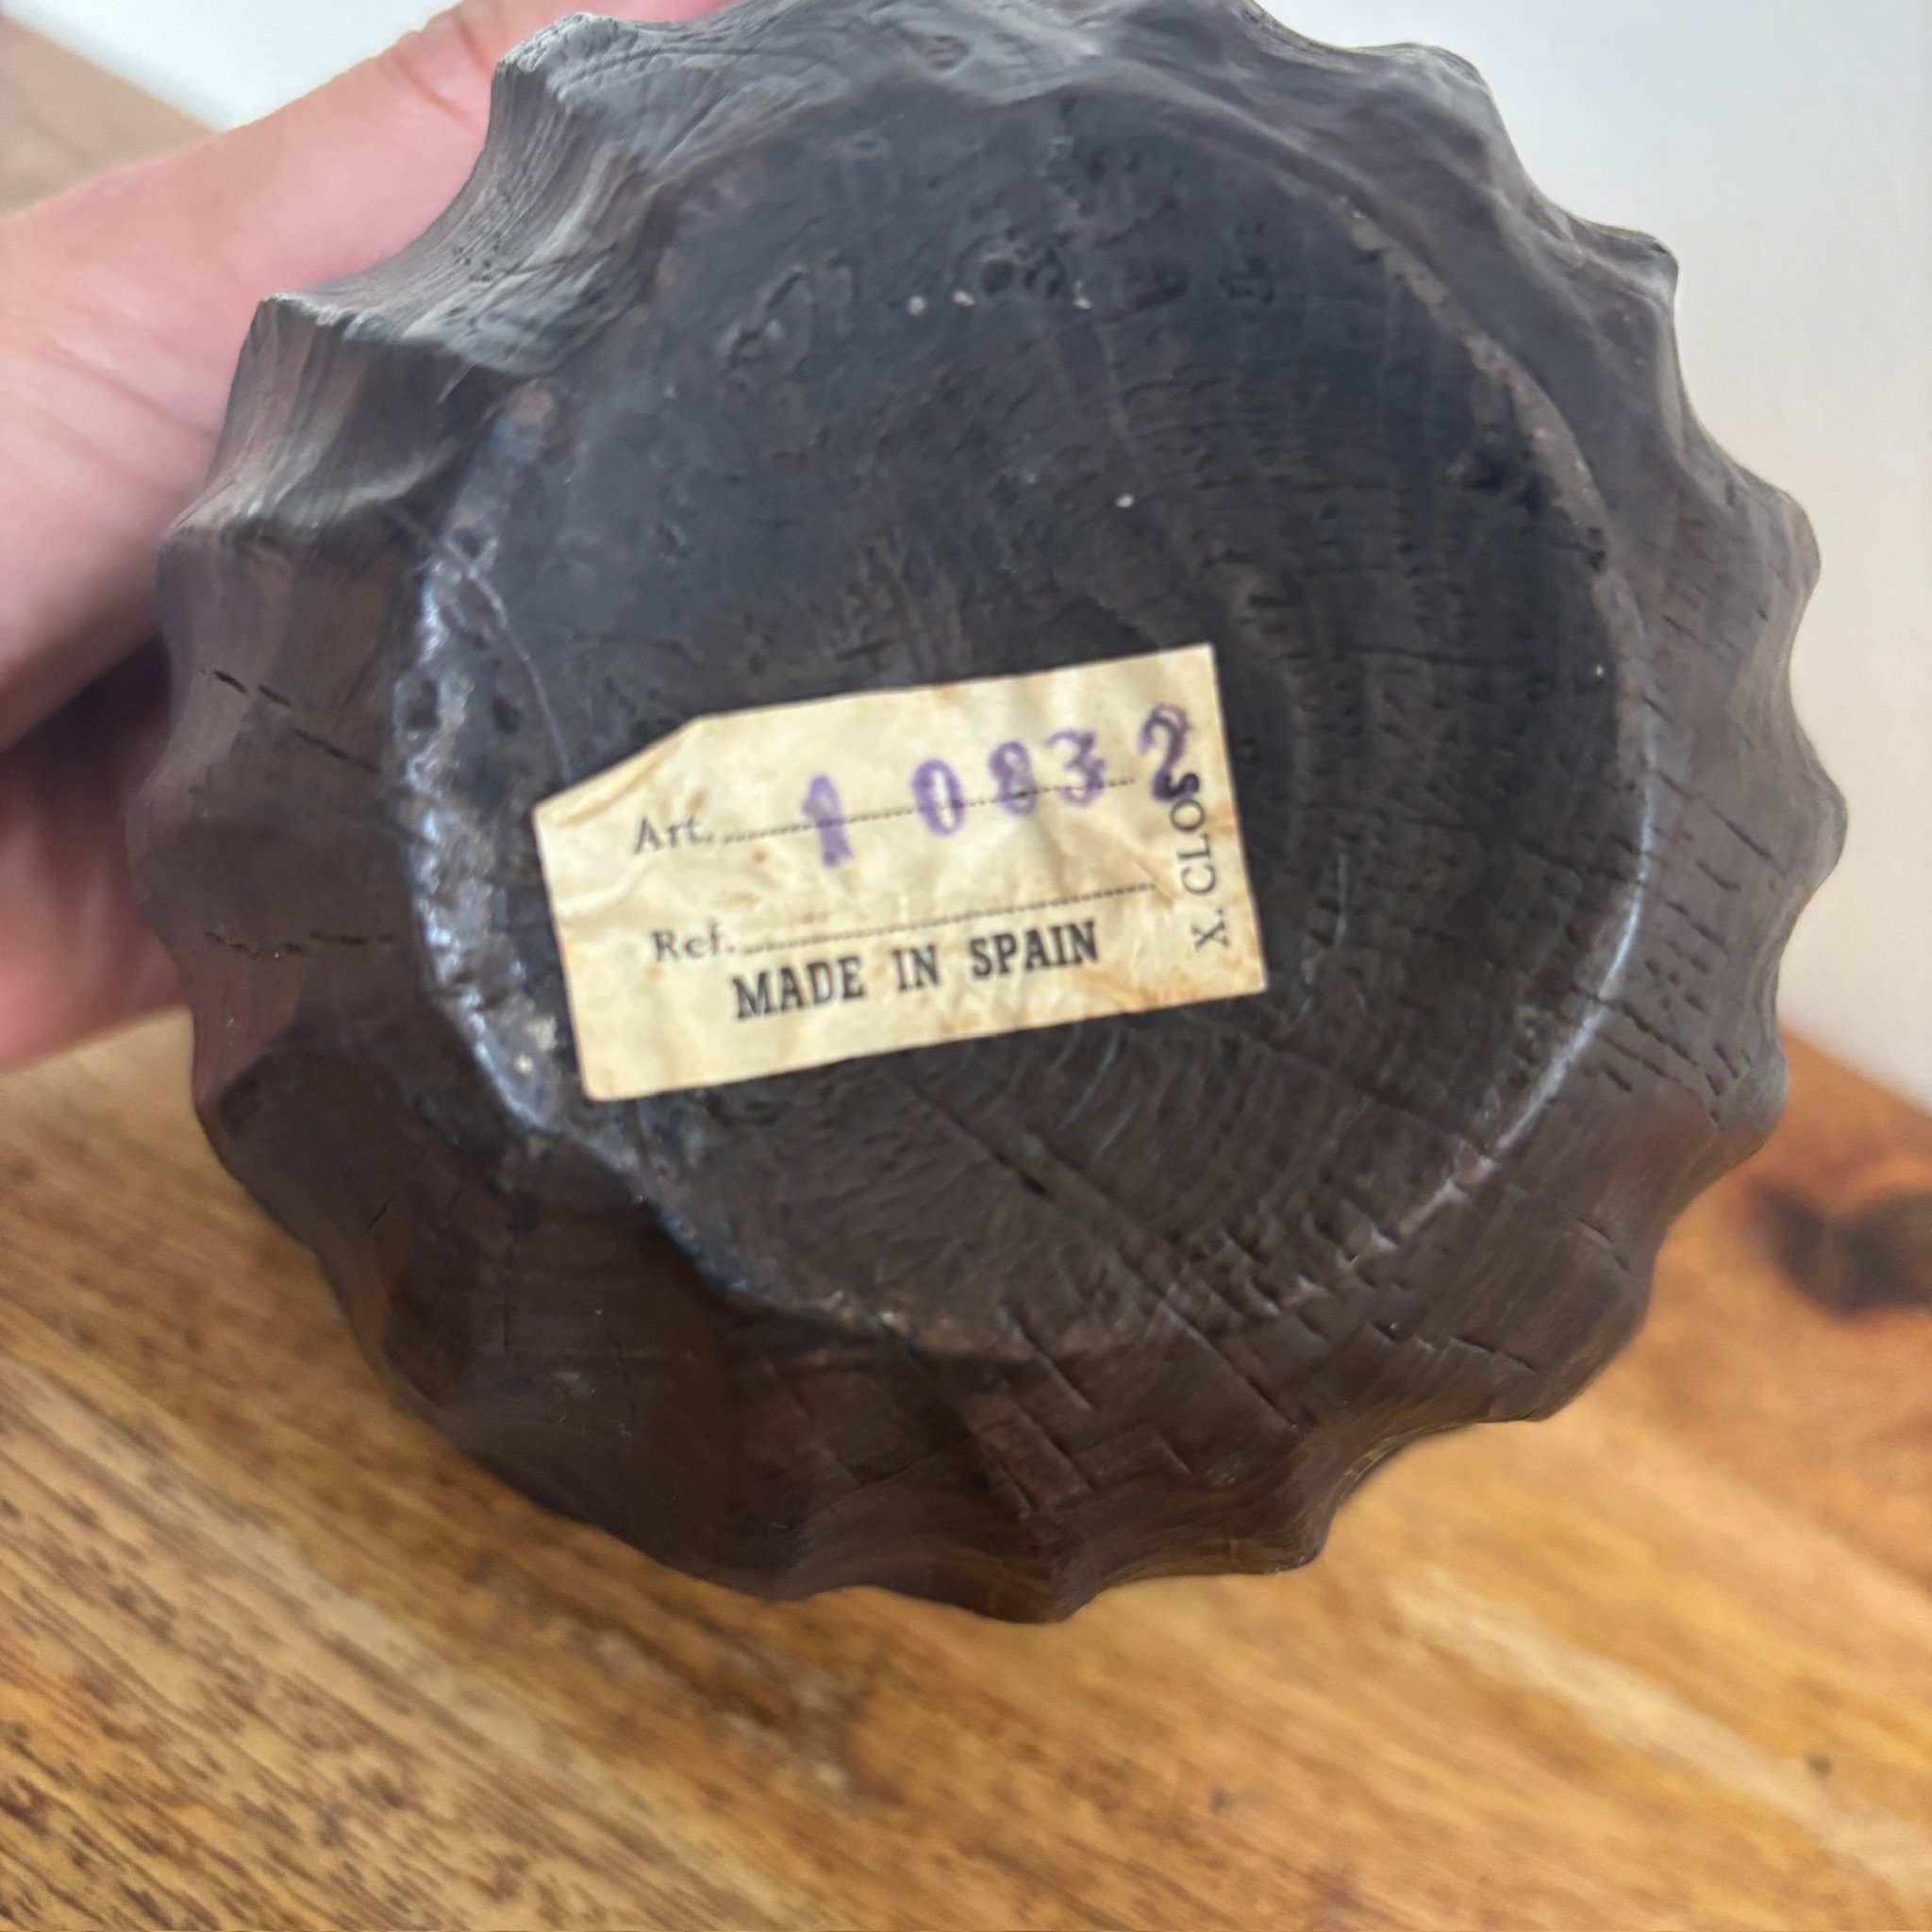 Art. 10832
Ref.
MADE IN SPAIN
X. CLOS